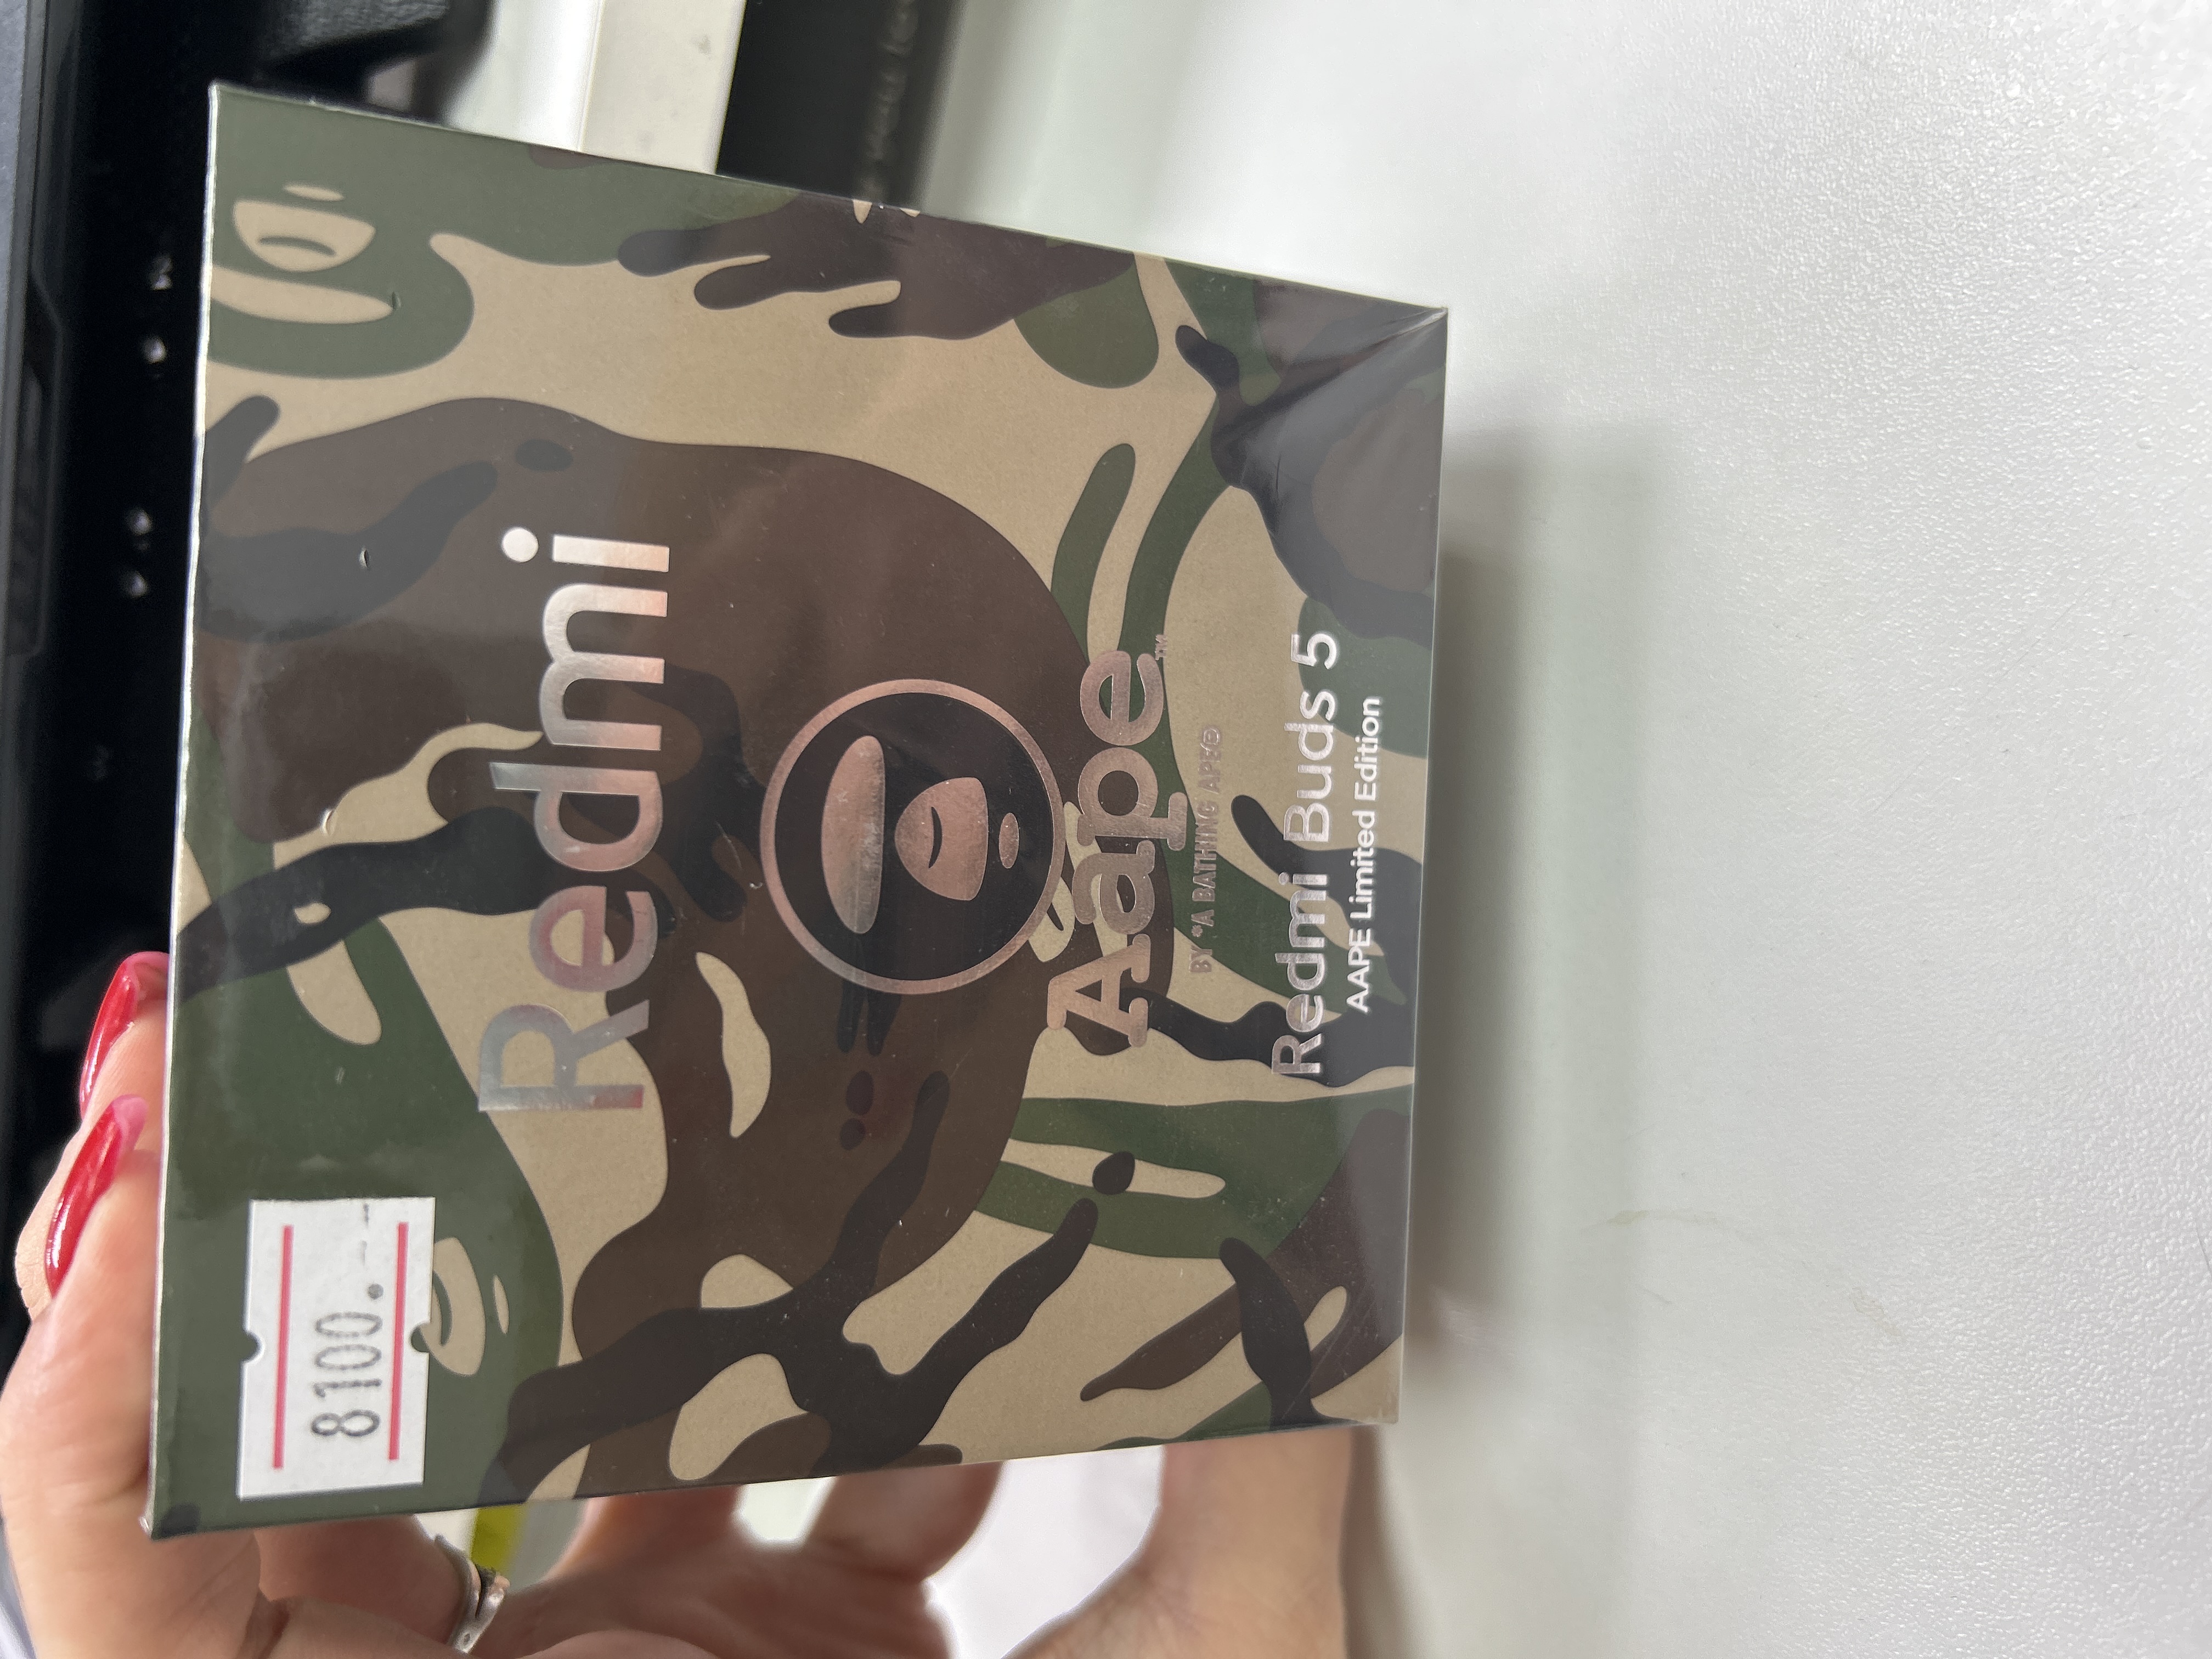 Redmi
Aape™
BY *A BATHING APE®
Redmi Buds 5
AAPE Limited Edition
8100.-